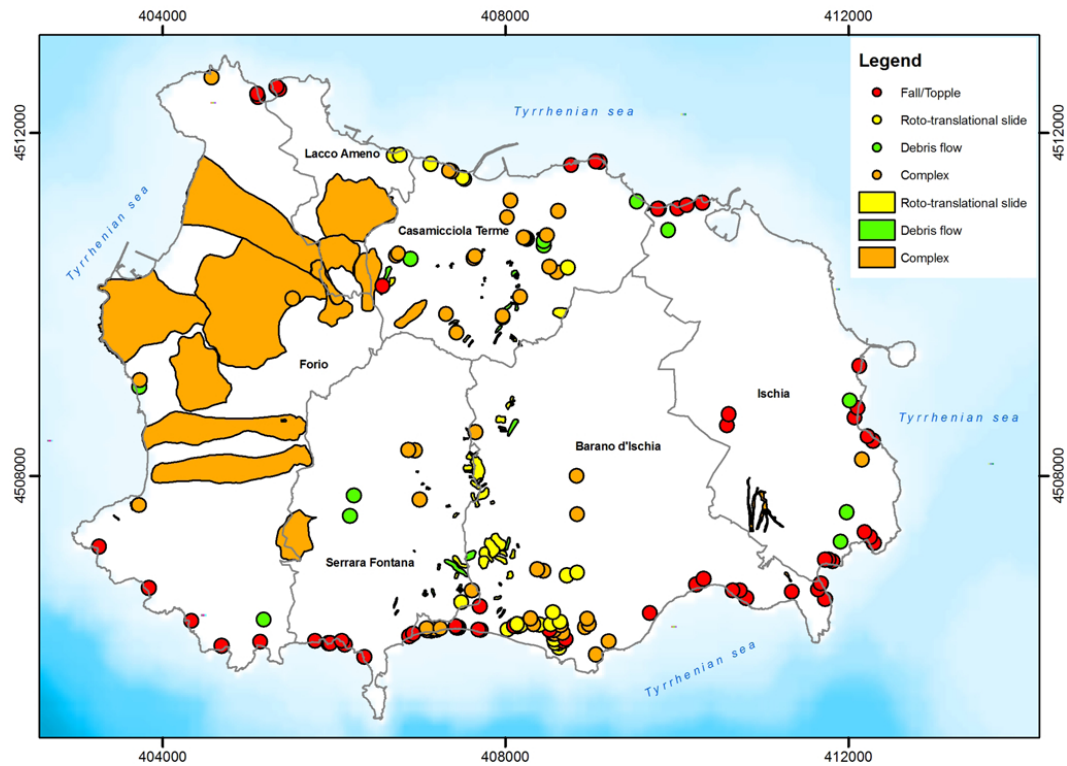 404000 408000 412000
Legend
Fall/Topple
Roto-translational slide
Debris flow
Complex
Roto-translational slide
Debris flow
Complex
Tyrrhenian sea
4512000 4512000
Lacco Ameno
Tyrrhenian sea
Casamicciola Terme
Forio
Ischia
Tyrrhenian sea
Barano d'Ischia
4508000 4508000
Serrara Fontana
Tyrrhenian sea
404000 408000 412000